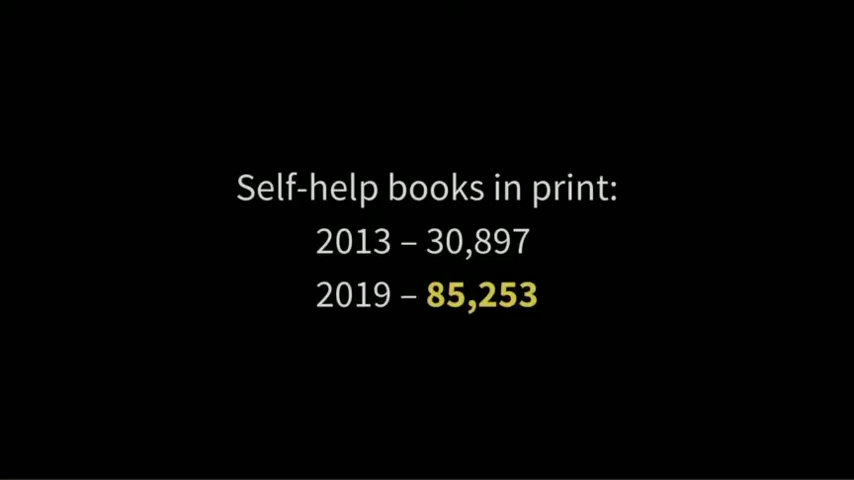 Self-help books in print:
2013 – 30,897
2019 – 85,253